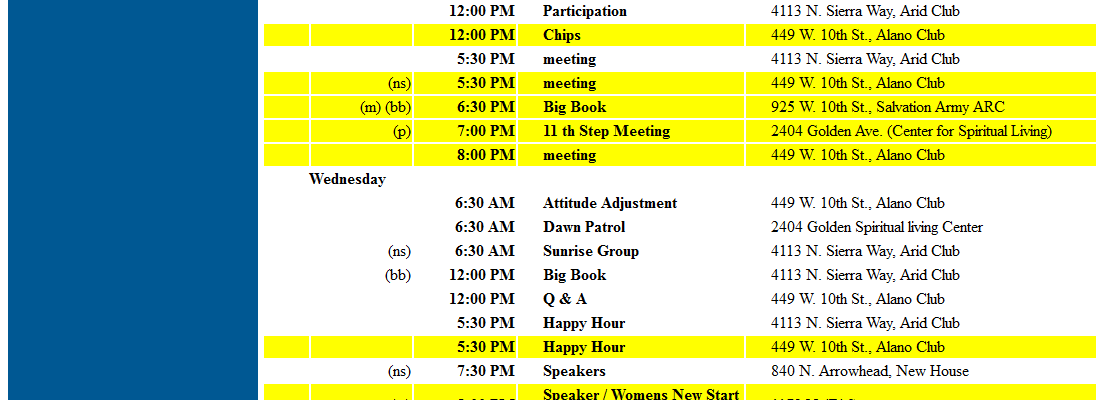 12:00 PM Participation 4113 N. Sierra Way, Arid Club
12:00 PM Chips 449 W. 10th St., Alano Club
5:30 PM meeting 4113 N. Sierra Way, Arid Club
(ns) 5:30 PM meeting 449 W. 10th St., Alano Club
(m) (bb) 6:30 PM Big Book 925 W. 10th St., Salvation Army ARC
(p) 7:00 PM 11 th Step Meeting 2404 Golden Ave. (Center for Spiritual Living)
8:00 PM meeting 449 W. 10th St., Alano Club
Wednesday
6:30 AM Attitude Adjustment 449 W. 10th St., Alano Club
6:30 AM Dawn Patrol 2404 Golden Spiritual living Center
(ns) 6:30 AM Sunrise Group 4113 N. Sierra Way, Arid Club
(bb) 12:00 PM Big Book 4113 N. Sierra Way, Arid Club
12:00 PM Q & A 449 W. 10th St., Alano Club
5:30 PM Happy Hour 4113 N. Sierra Way, Arid Club
5:30 PM Happy Hour 449 W. 10th St., Alano Club
(ns) 7:30 PM Speakers 840 N. Arrowhead, New House
Speaker / Womens New Start